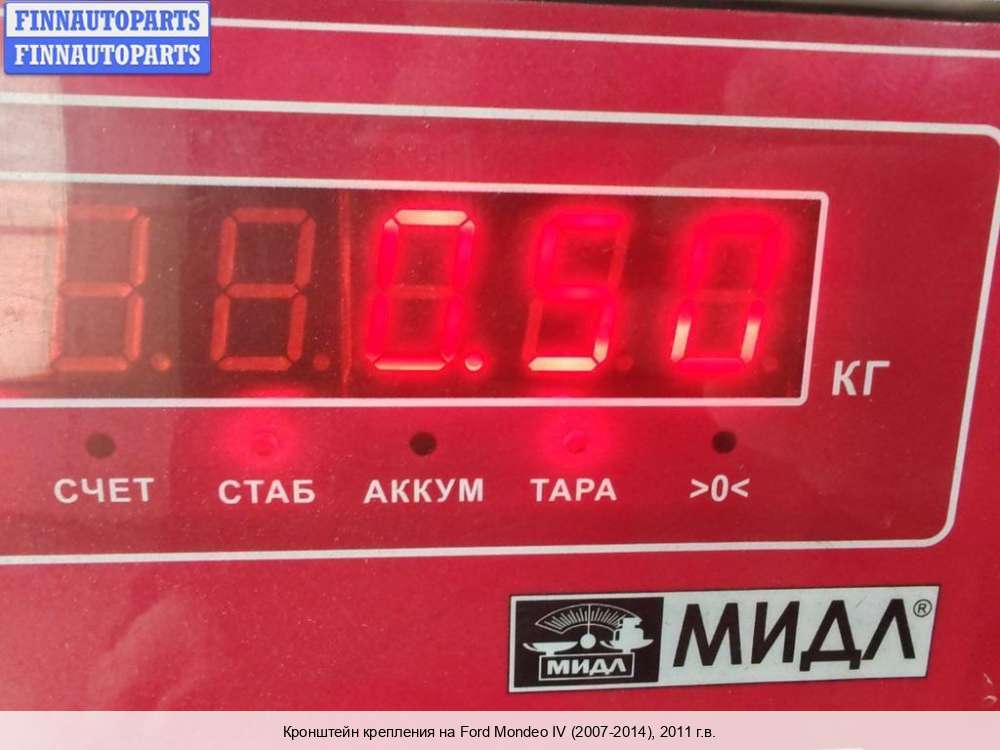 FINNAUTOPARTS
FINNAUTOPARTS
0.50
КГ
СЧЕТ СТАБ АККУМ ТАРА >0<
МИДЛ МИДЛ®
Кронштейн крепления на Ford Mondeo IV (2007-2014), 2011 г.в.